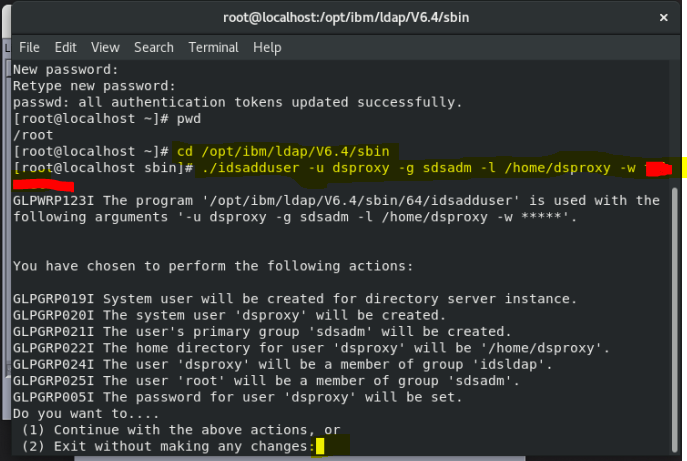 root@localhost:/opt/ibm/ldap/V6.4/sbin ×
File Edit View Search Terminal Help
New password:
Retype new password:
passwd: all authentication tokens updated successfully.
[root@localhost ~]# pwd
/root
[root@localhost ~]# cd /opt/ibm/ldap/V6.4/sbin
[root@localhost sbin]# ./idsadduser -u dsproxy -g sdsadm -l /home/dsproxy -w
GLPWRP123I The program '/opt/ibm/ldap/V6.4/sbin/64/idsadduser' is used with the
following arguments '-u dsproxy -g sdsadm -l /home/dsproxy -w *****'.
You have chosen to perform the following actions:
GLPGRP019I System user will be created for directory server instance.
GLPGRP020I The system user 'dsproxy' will be created.
GLPGRP021I The user's primary group 'sdsadm' will be created.
GLPGRP022I The home directory for user 'dsproxy' will be '/home/dsproxy'.
GLPGRP024I The user 'dsproxy' will be a member of group 'idsldap'.
GLPGRP025I The user 'root' will be a member of group 'sdsadm'.
GLPGRP005I The password for user 'dsproxy' will be set.
Do you want to....
(1) Continue with the above actions, or
(2) Exit without making any changes: